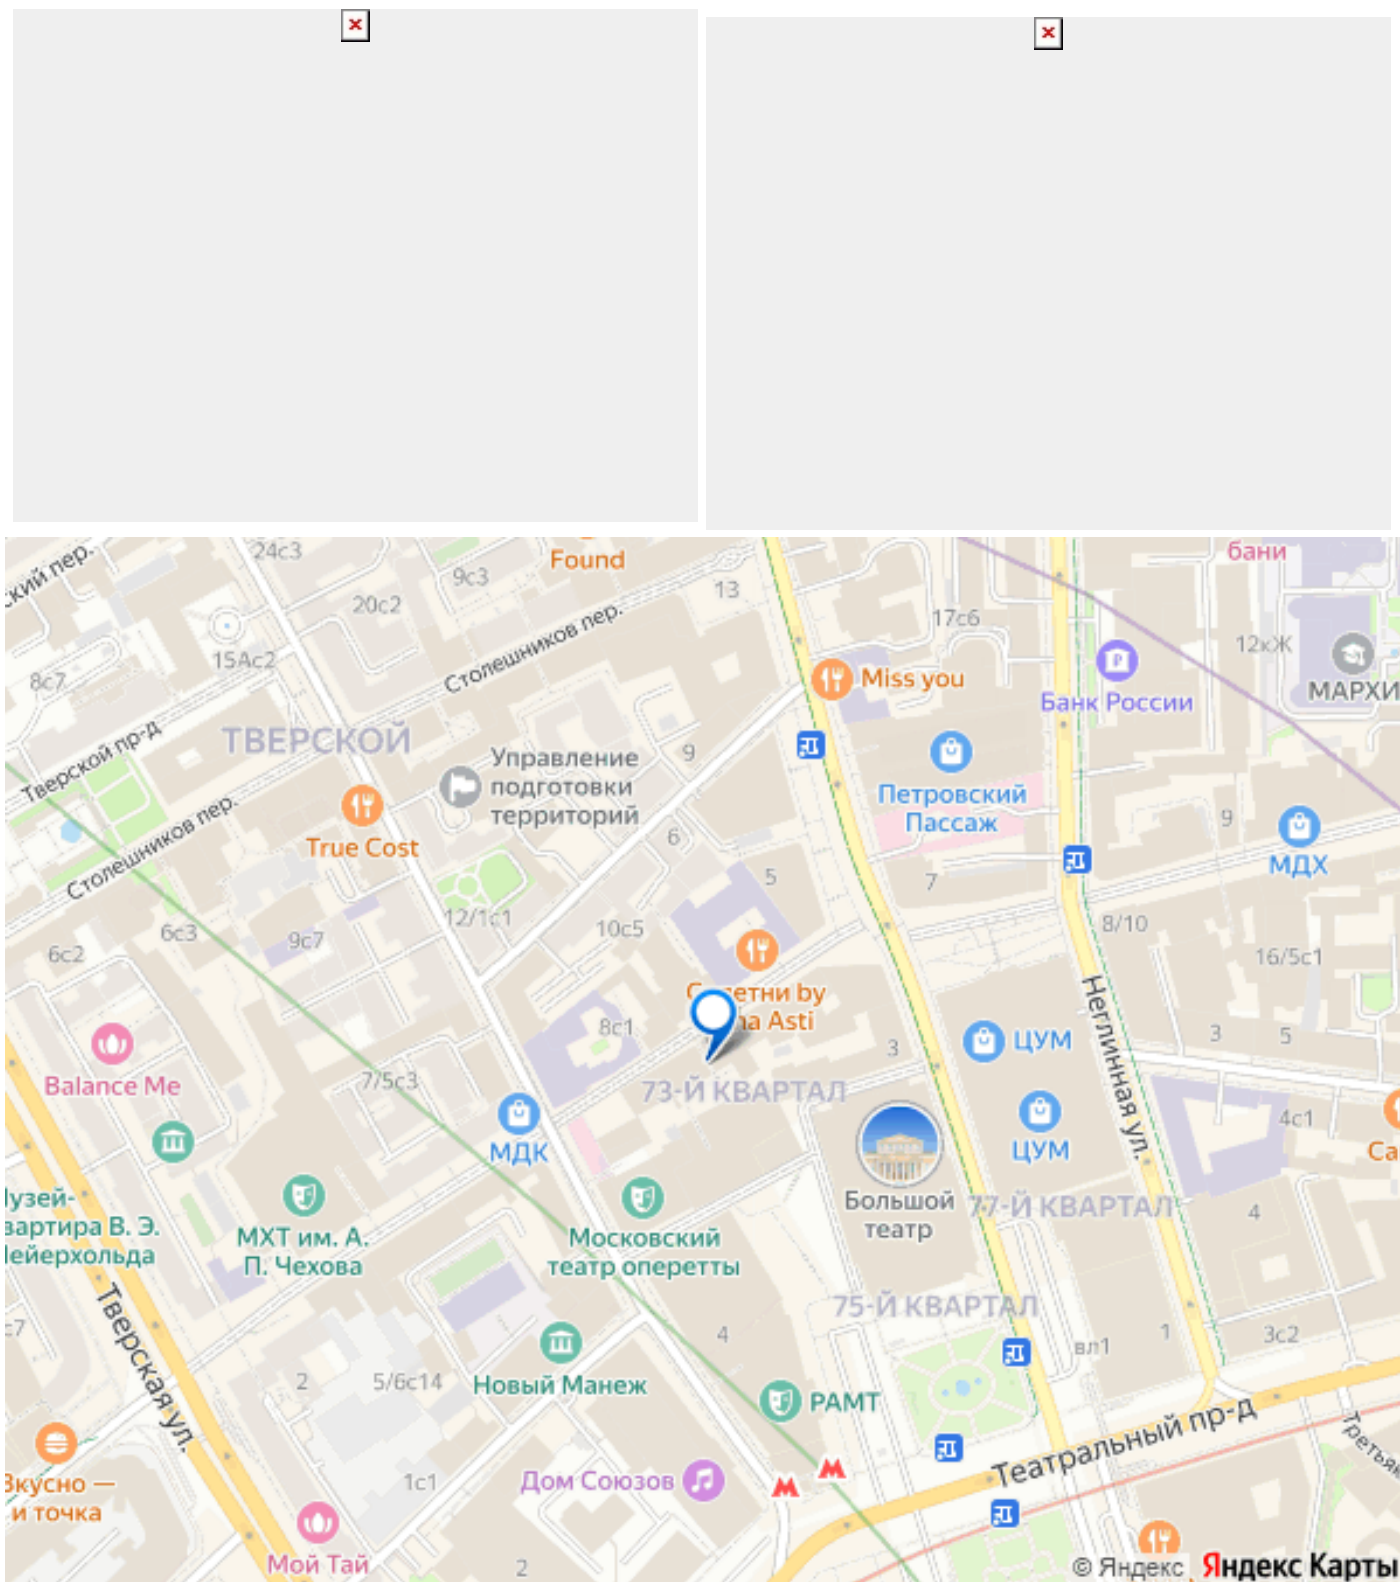 Found
бани
24с3
9с3
13
20с2
17с6
12кЖ
Столешников пер.
15Ас2
8с7
Miss you
МАРХИ
Банк России
ТВЕРСКОЙ
Тверской пр-д
Управление
подготовки
территорий
9
Петровский
Пассаж
Столешников пер.
True Cost
6
9
МДХ
5
7
12/1с1
6с3
9с7
10с5
8/10
6с2
16/5с1
by
Asti
8с1
3
ЦУМ
3
5
Неглинная ул.
Balance Me
7/5с3
73-Й КВАРТАЛ
МДК
ЦУМ
4с1
Большой
театр
77-Й КВАРТАЛ
4
МХТ им. А.
П. Чехова
Московский
театр оперетты
вартира В. Э.
Тверская ул.
75-Й КВАРТАЛ
4
вл1
1
3с2
2
5/6с14
Новый Манеж
РАМТ
Театральный пр-д
1с1
Дом Союзов
и точка
Мой Тай
2
© Яндекс Яндекс Карты